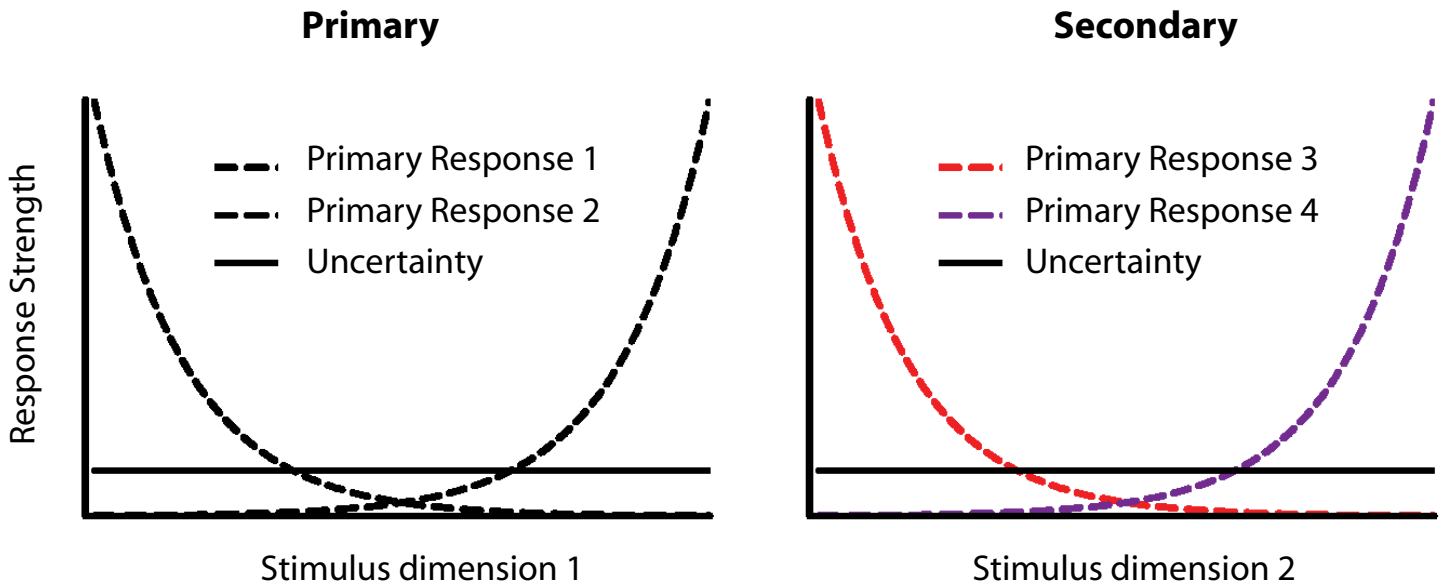 Primary
Secondary
Response Strength
Primary Response 1
Primary Response 2
Uncertainty
Stimulus dimension 1
Primary Response 3
Primary Response 4
Uncertainty
Stimulus dimension 2